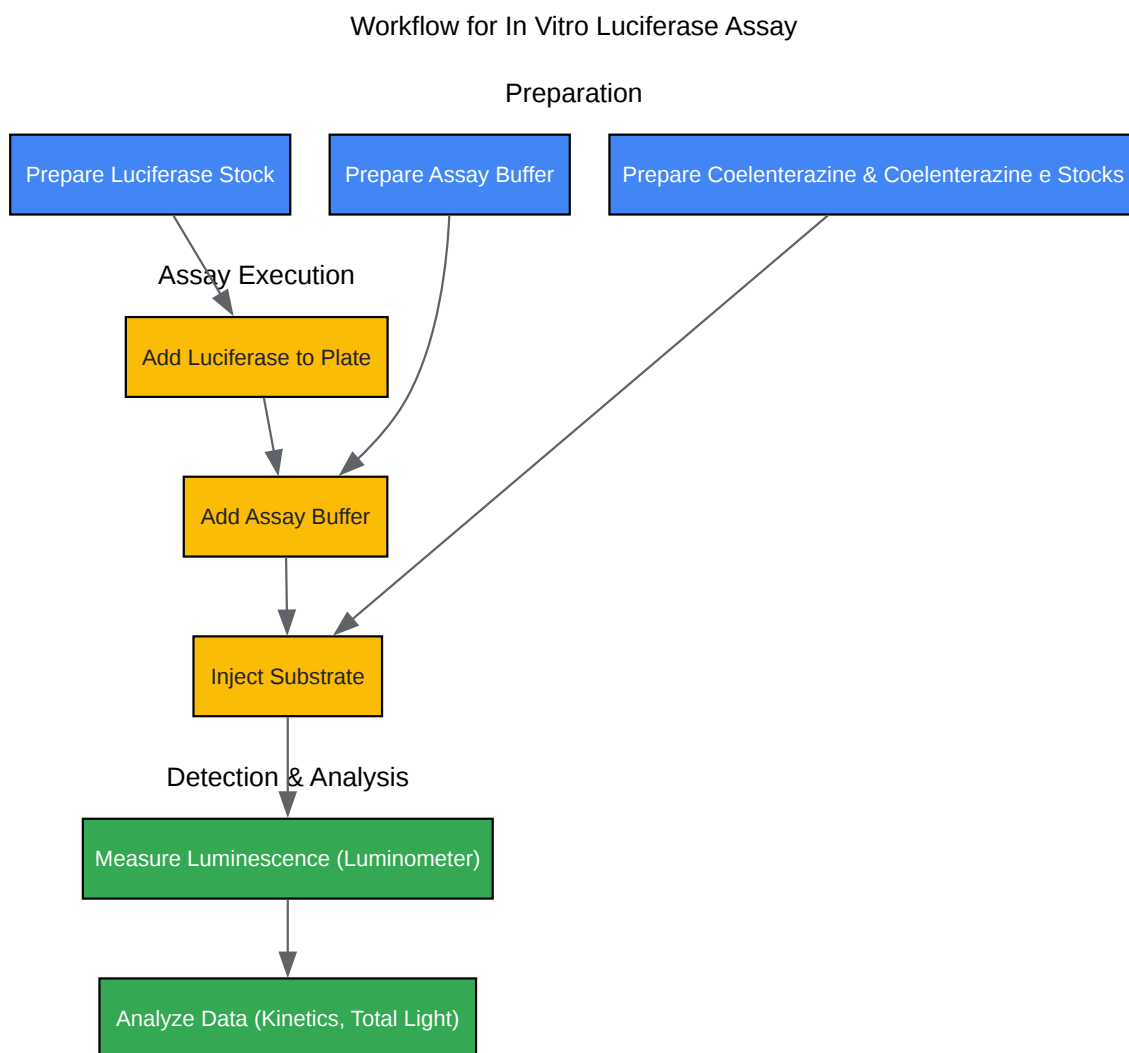 Workflow for In Vitro Luciferase Assay
Preparation
Prepare Luciferase Stock
Prepare Assay Buffer
Prepare Coelenterazine & Coelenterazine e Stocks
Assay Execution
Add Luciferase to Plate
Add Assay Buffer
Inject Substrate
Detection & Analysis
Measure Luminescence (Luminometer)
Analyze Data (Kinetics, Total Light)